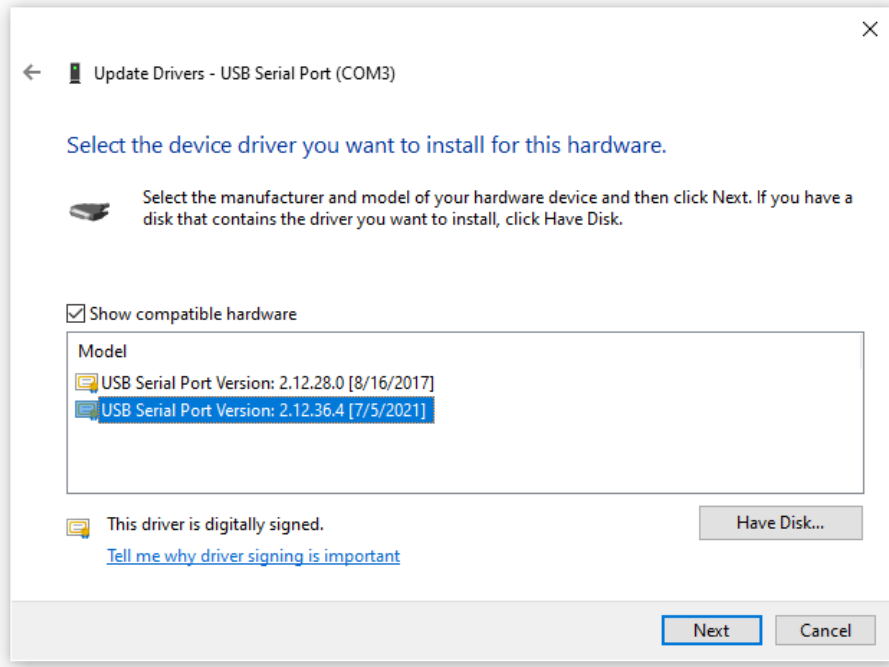 Update Drivers - USB Serial Port (COM3)
Select the device driver you want to install for this hardware.
Select the manufacturer and model of your hardware device and then click Next. If you have a
disk that contains the driver you want to install, click Have Disk.
Show compatible hardware
Model
USB Serial Port Version: 2.12.28.0 [8/16/2017]
USB Serial Port Version: 2.12.36.4 [7/5/2021]
This driver is digitally signed.
Have Disk...
Tell me why driver signing is important
Next
Cancel